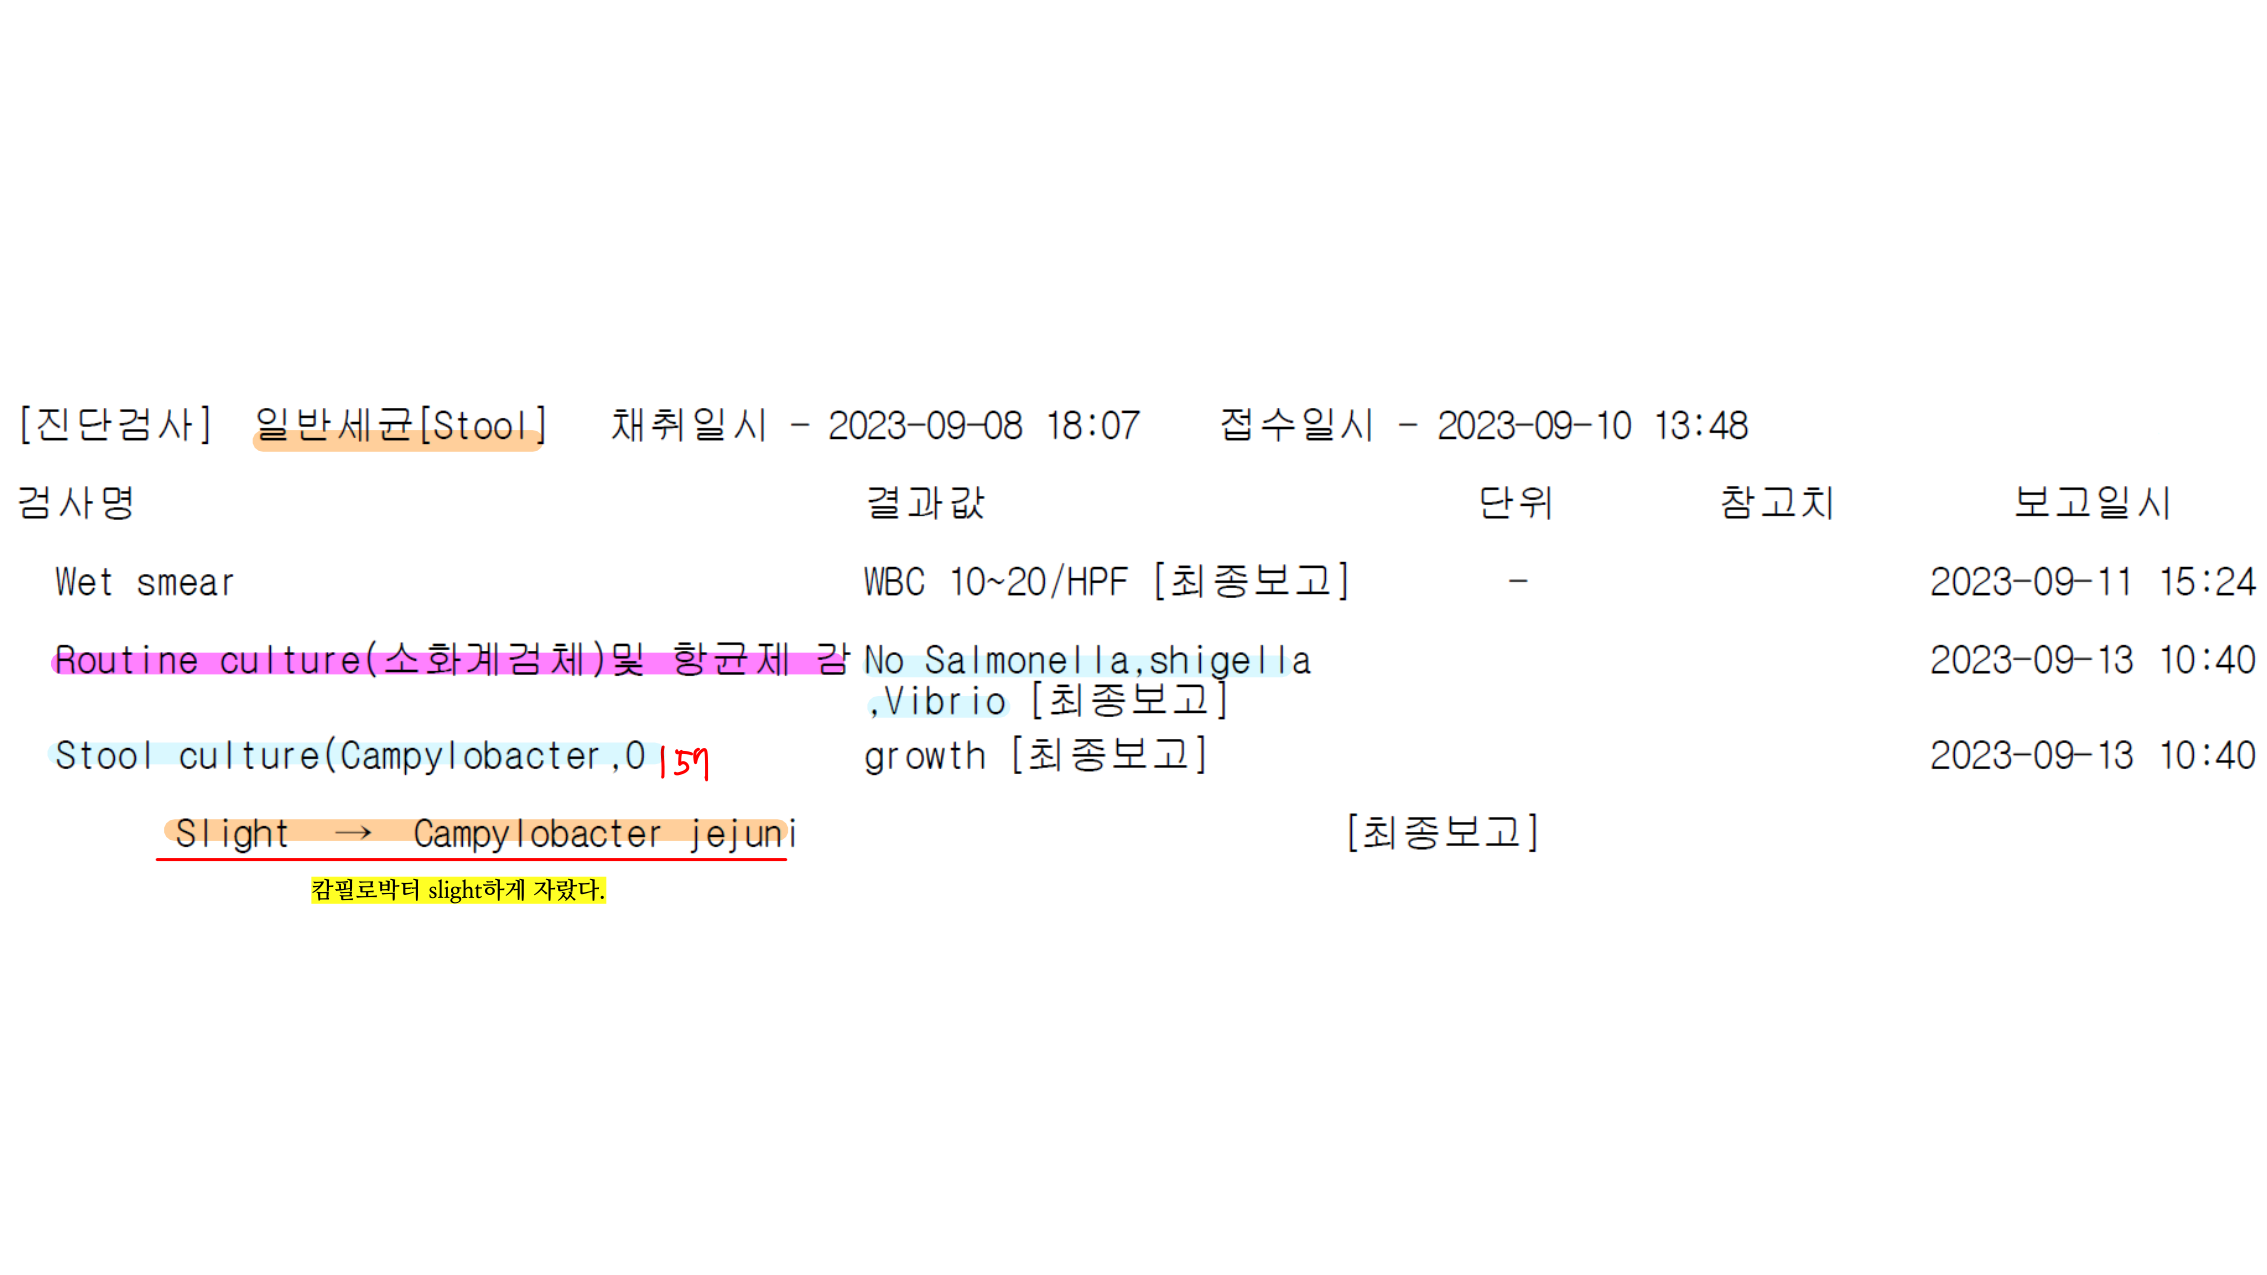 [진단검사] 일반세균[Stool] 채취일시 - 2023-09-08 18:07 접수일시 - 2023-09-10 13:48
검사명 결과값 단위 참고치 보고일시
Wet smear WBC 10~20/HPF [최종보고] - 2023-09-11 15:24
Routine culture(소화계검체)및 항균제 감 No Salmonella,shigella 2023-09-13 10:40
,Vibrio [최종보고]
Stool culture(Campylobacter,O 157 growth [최종보고] 2023-09-13 10:40
Slight → Campylobacter jejuni [최종보고]
캄필로박터 slight하게 자랐다.